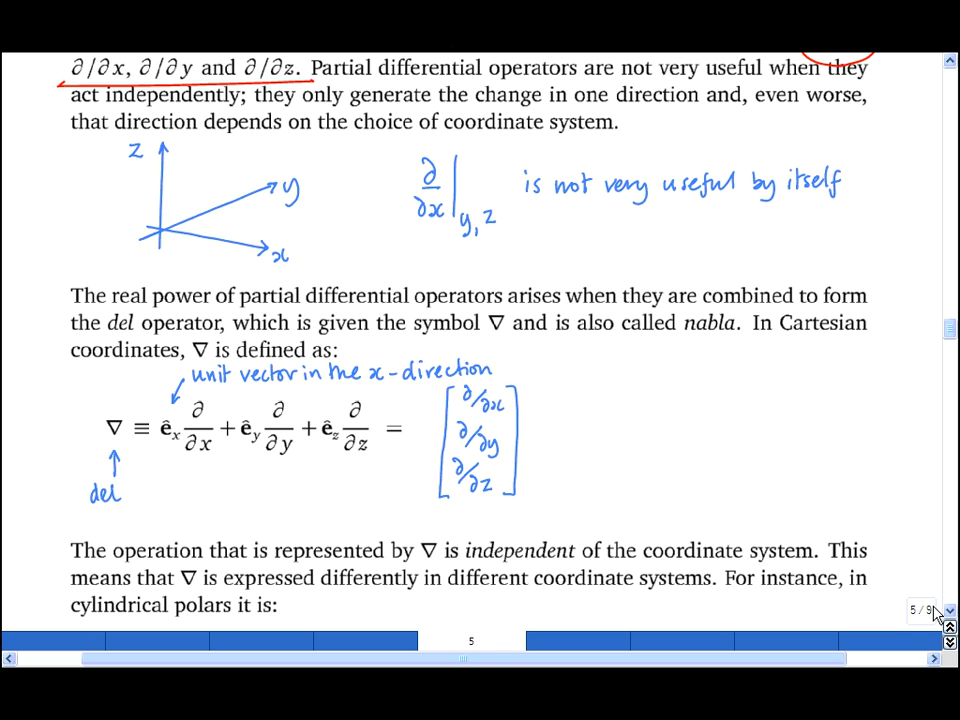 ∂/∂x, ∂/∂y and ∂/∂z. Partial differential operators are not very useful when they
act independently; they only generate the change in one direction and, even worse,
that direction depends on the choice of coordinate system.
z
y
x
∂/∂x |y,z is not very useful by itself
The real power of partial differential operators arises when they are combined to form
the del operator, which is given the symbol ∇ and is also called nabla. In Cartesian
coordinates, ∇ is defined as:
unit vector in the x-direction
∇ ≡ êx ∂/∂x + êy ∂/∂y + êz ∂/∂z = [∂/∂x ∂/∂y ∂/∂z]
del
The operation that is represented by ∇ is independent of the coordinate system. This
means that ∇ is expressed differently in different coordinate systems. For instance, in
cylindrical polars it is:
5 / 9
5